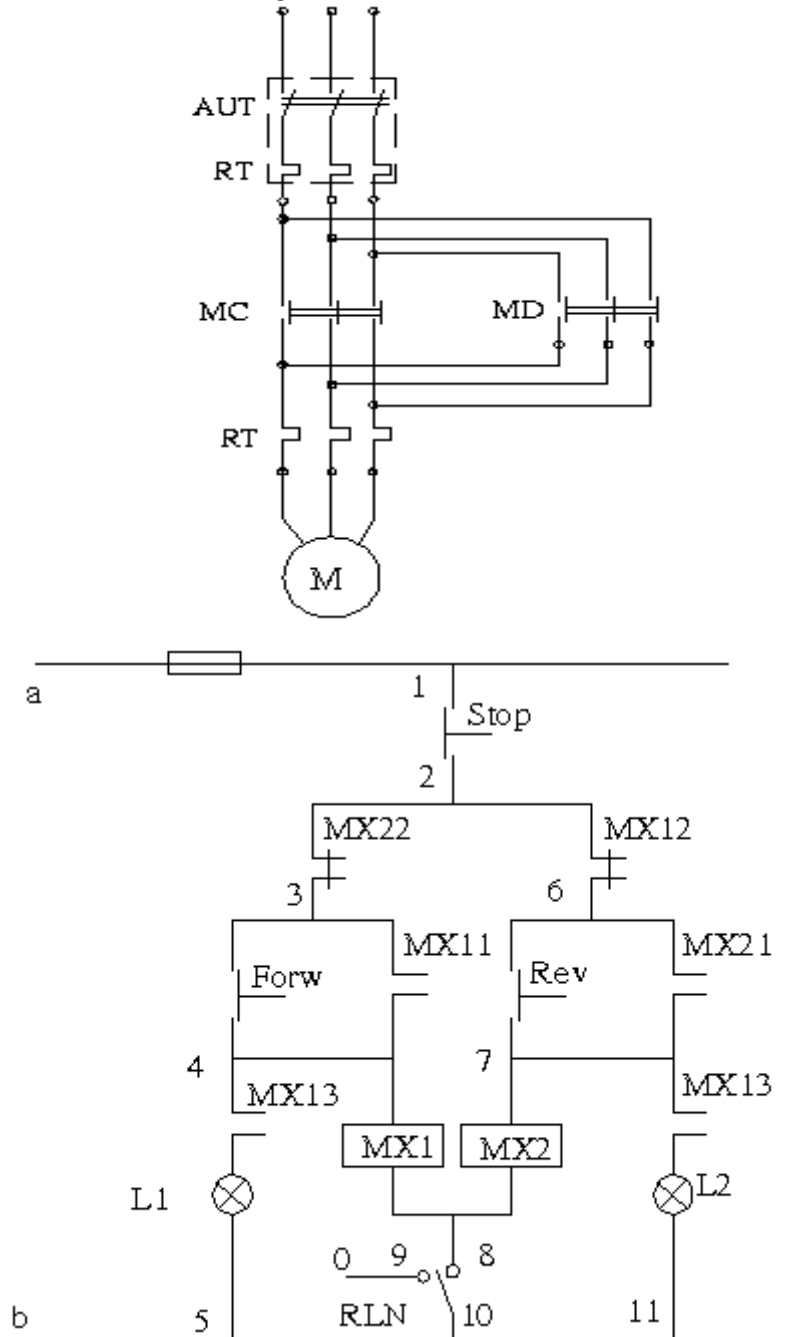 AUT
RT
MC MD
RT
M
a
1
Stop
2
MX22 MX12
3 6
MX11 MX21
Forw Rev
4 7
MX13 MX13
MX1 MX2
L1 L2
0 9 8
b 5 RLN 10 11